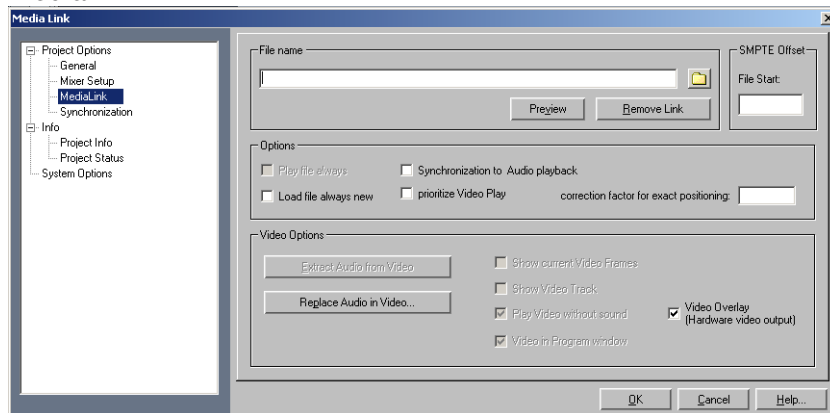 Media Link
Project Options
General
Mixer Setup
MediaLink
Synchronization
Info
Project Info
Project Status
System Options
File name
Preview
Remove Link
SMPTE Offset
File Start:
Options
Play file always
Synchronization to Audio playback
Load file always new
prioritize Video Play
correction factor for exact positioning:
Video Options
Extract Audio from Video
Replace Audio in Video...
Show current Video Frames
Show Video Track
Play Video without sound
Video in Program window
Video Overlay
(Hardware video output)
OK
Cancel
Help...